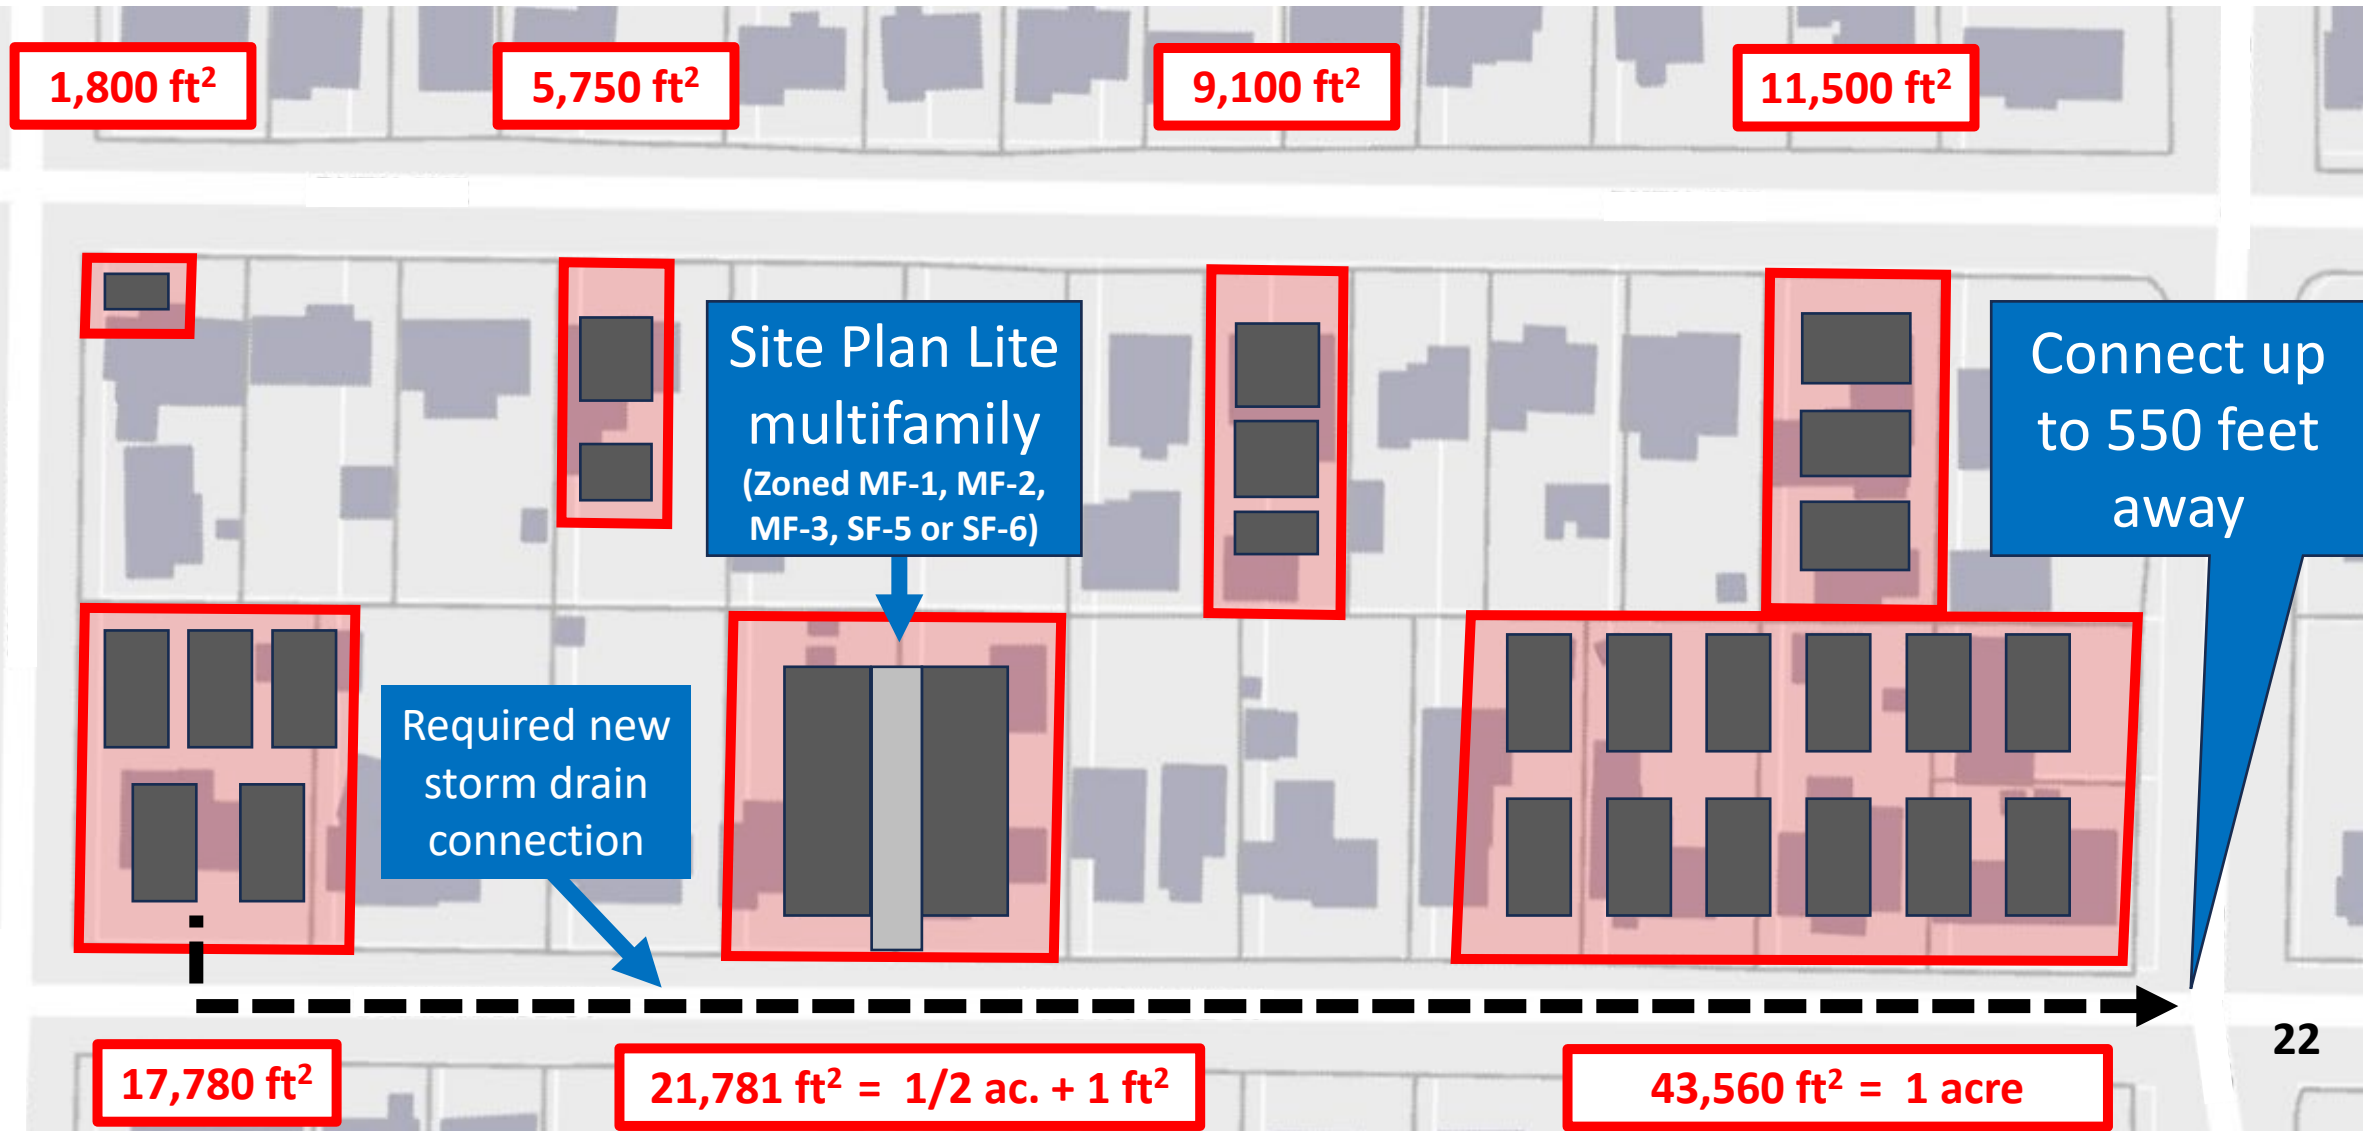 1,800 ft²
5,750 ft²
9,100 ft²
11,500 ft²
Site Plan Lite
multifamily
(Zoned MF-1, MF-2,
MF-3, SF-5 or SF-6)
Connect up
to 550 feet
away
Required new
storm drain
connection
17,780 ft²
21,781 ft² = 1/2 ac. + 1 ft²
43,560 ft² = 1 acre
22